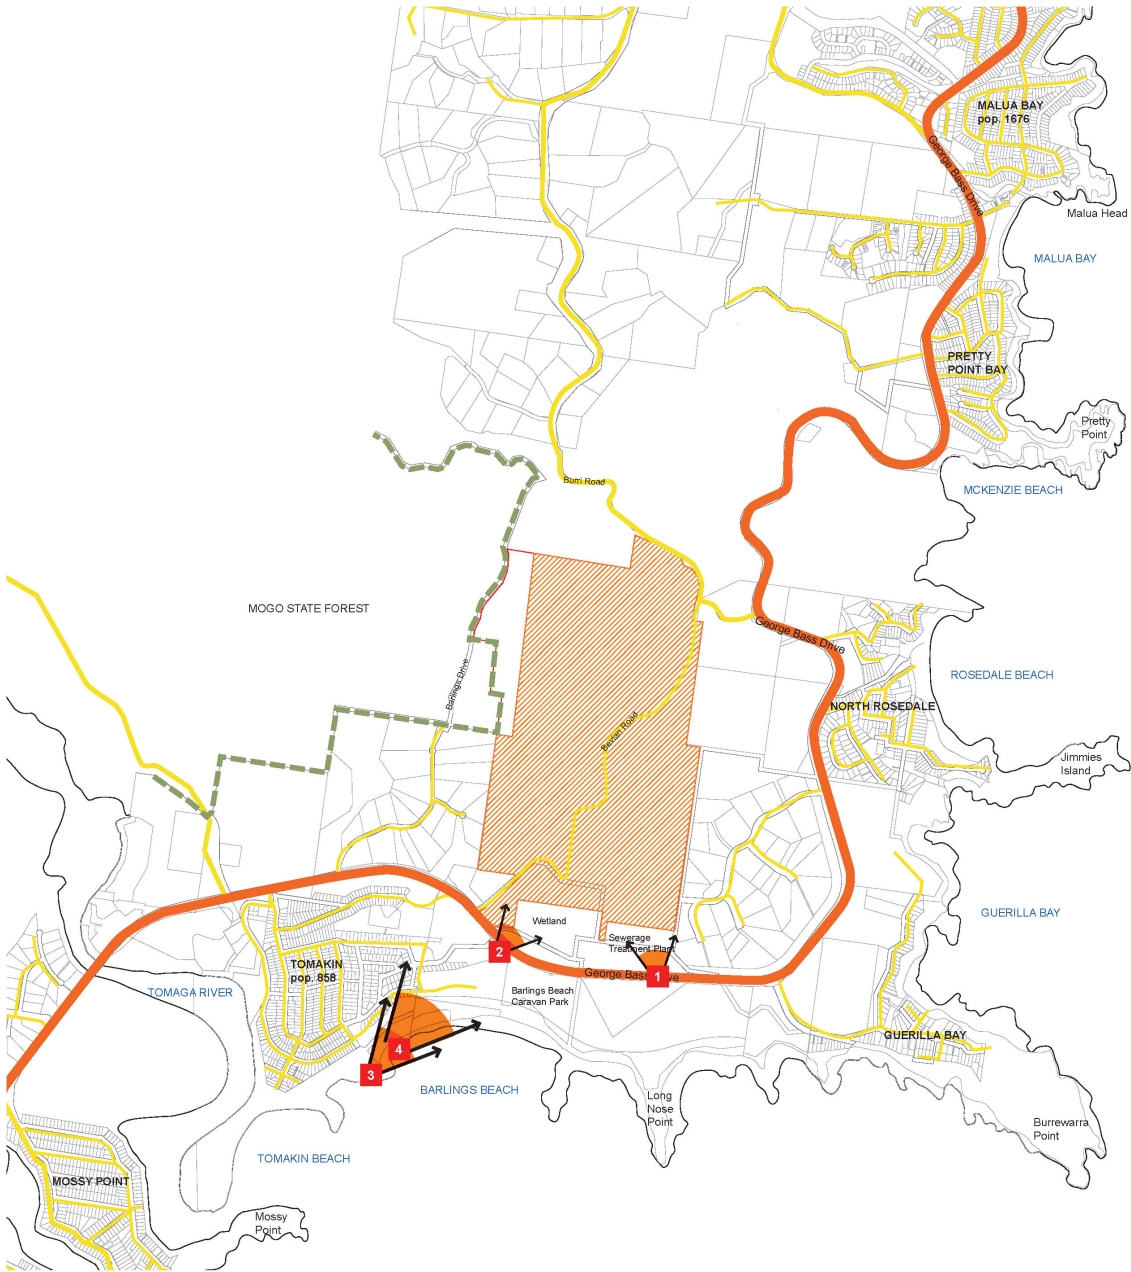 MALUA BAY
pop. 1676
George Bass Drive
Malua Head
MALUA BAY
PRETTY
POINT BAY
Pretty
Point
Burri Road
MCKENZIE BEACH
MOGO STATE FOREST
George Bass Drive
Barlings Drive
ROSEDALE BEACH
NORTH ROSEDALE
Bevian Road
Jimmies
Island
GUERILLA BAY
Wetland
2
Sewerage
Treatment Plant
1
George Bass Drive
TOMAKIN
pop. 858
TOMAGA RIVER
Barlings Beach
Caravan Park
GUERILLA BAY
4
3
BARLINGS BEACH
Long
Nose
Point
Burrewarra
Point
TOMAKIN BEACH
MOSSY POINT
Mossy
Point